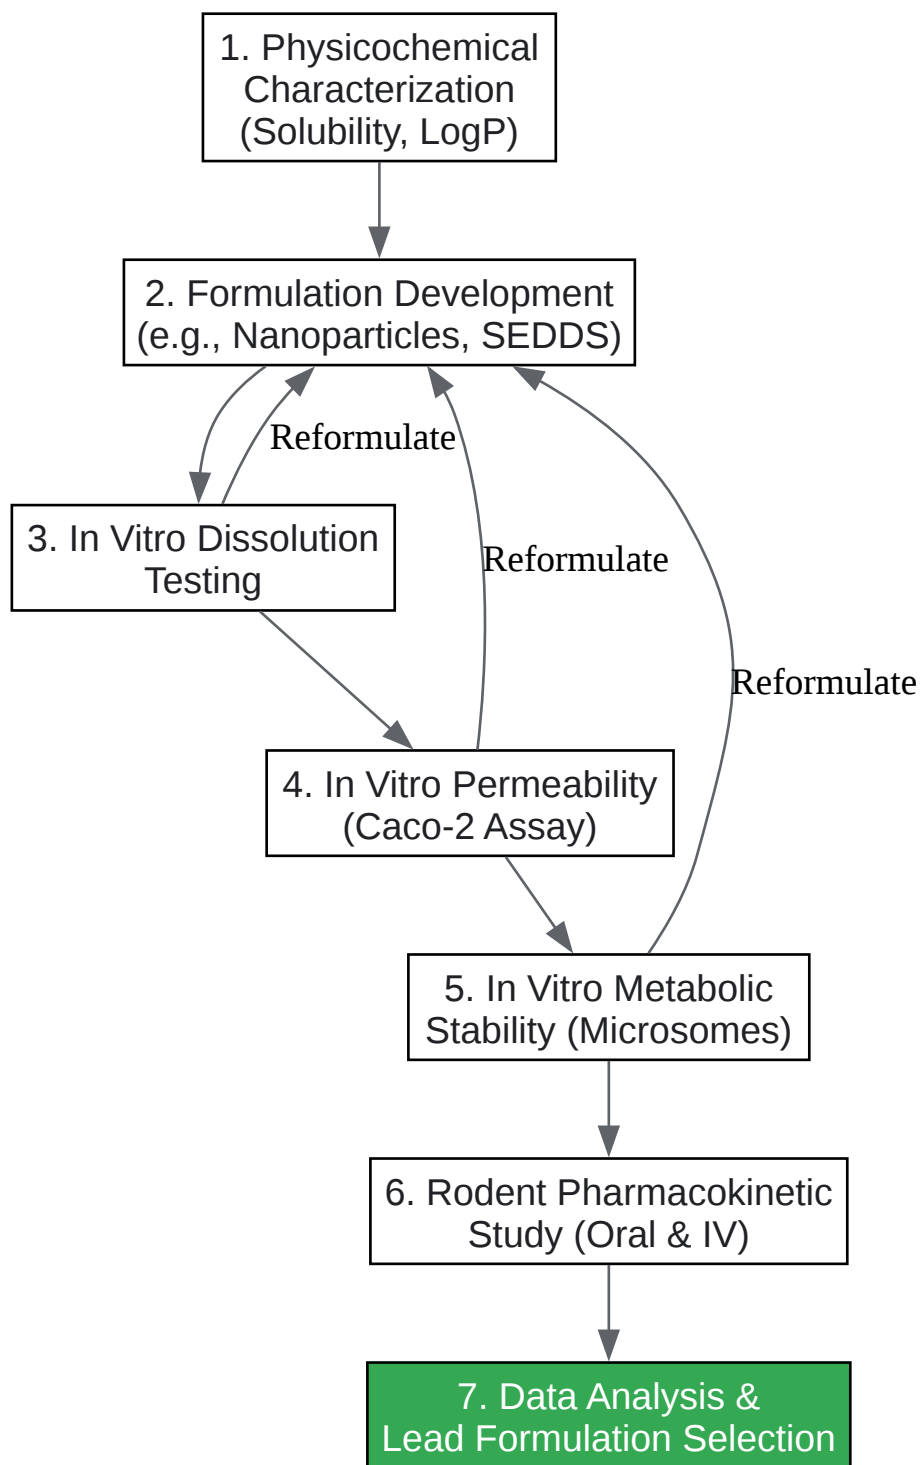 1. Physicochemical
Characterization
(Solubility, LogP)
2. Formulation Development
(e.g., Nanoparticles, SEDDS)
Reformulate
3. In Vitro Dissolution
Testing
Reformulate
Reformulate
4. In Vitro Permeability
(Caco-2 Assay)
5. In Vitro Metabolic
Stability (Microsomes)
6. Rodent Pharmacokinetic
Study (Oral & IV)
7. Data Analysis &
Lead Formulation Selection